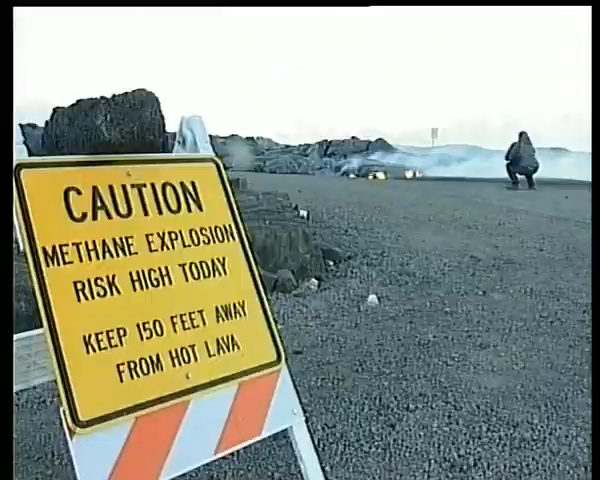 CAUTION
METHANE EXPLOSION
RISK HIGH TODAY
KEEP 150 FEET AWAY
FROM HOT LAVA